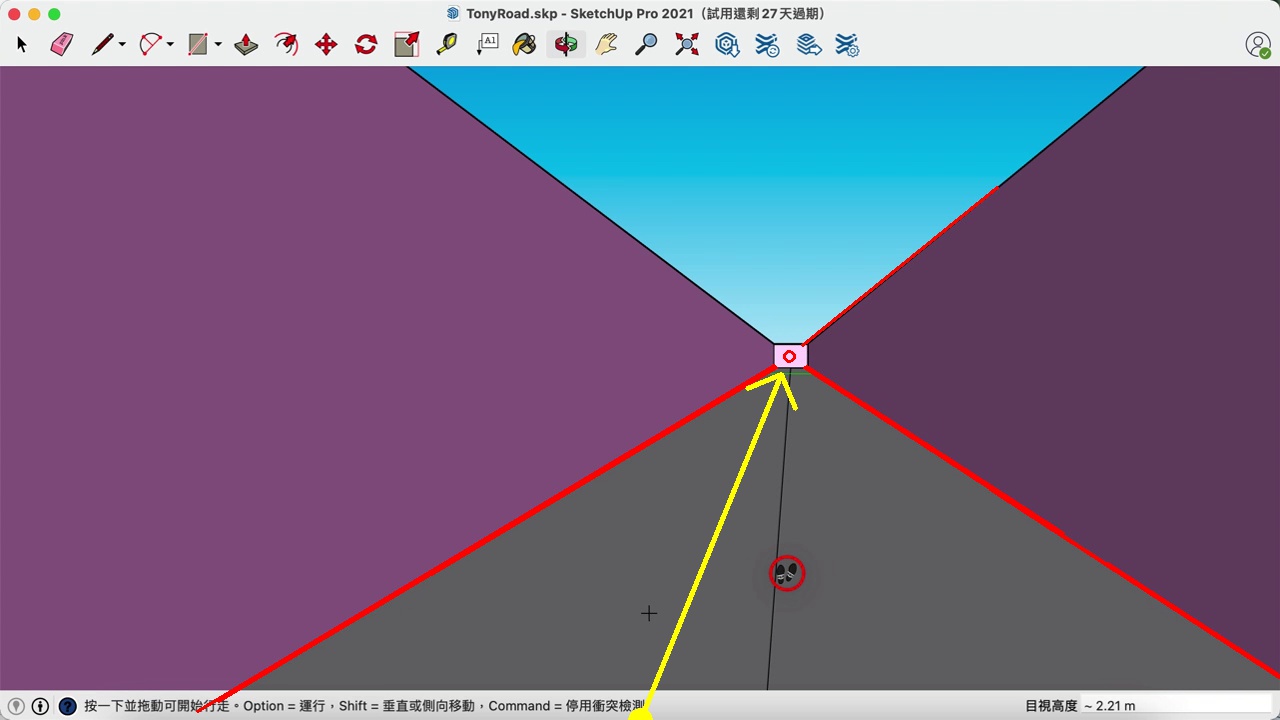 TonyRoad.skp - SketchUp Pro 2021（試用還剩 27 天過期）
A1
按一下並拖動可開始行走。Option = 運行，Shift = 垂直或側向移動，Command = 停用衝突檢測
目視高度 ~ 2.21 m